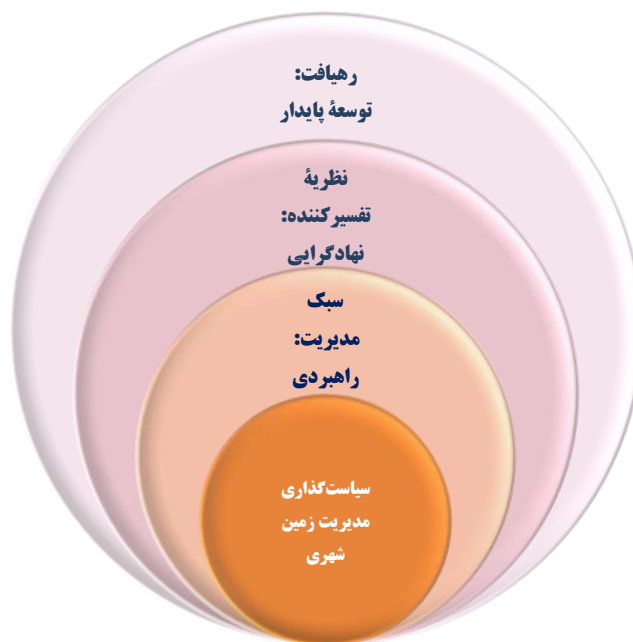 رهیافت:
توسعهٔ پایدار
نظریهٔ
تفسیرکننده:
نهادگرایی
سبک
مدیریت:
راهبردی
سیاست‌گذاری
مدیریت زمین
شهری